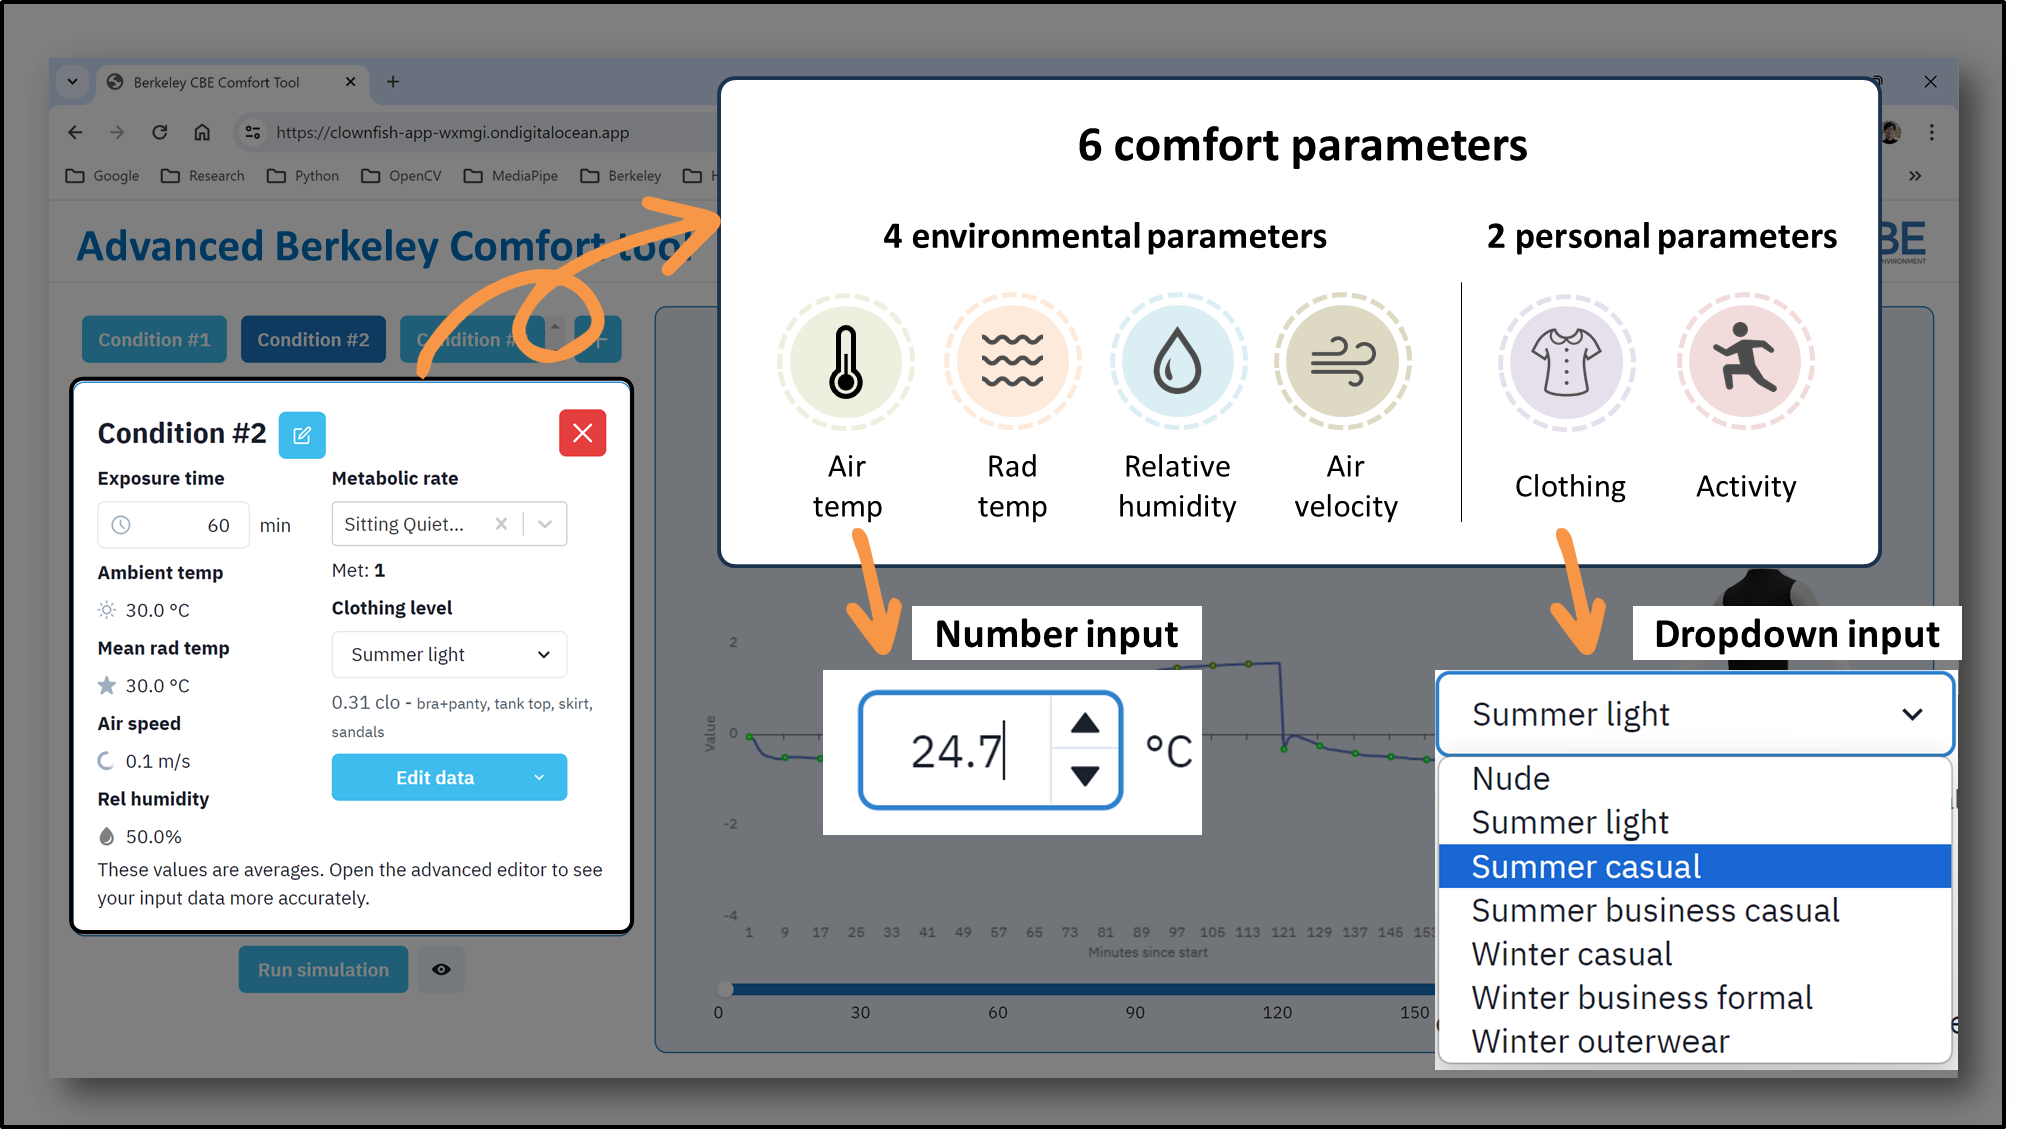 Berkeley CBE Comfort Tool
https://clownfish-app-wxmgi.ondigitalocean.app
Google
Research
Python
OpenCV
MediaPipe
Berkeley
Advanced Berkeley Comfort tool
BE
ENVIRONMENT
Condition #1
Condition #2
Condition #
+
Condition #2
Exposure time
60 min
Ambient temp
30.0 °C
Mean rad temp
30.0 °C
Air speed
0.1 m/s
Rel humidity
50.0%
Metabolic rate
Sitting Quiet...
Met: 1
Clothing level
Summer light
0.31 clo - bra+panty, tank top, skirt,
sandals
Edit data
These values are averages. Open the advanced editor to see
your input data more accurately.
Run simulation
6 comfort parameters
4 environmental parameters
Air
temp
Rad
temp
Relative
humidity
Air
velocity
2 personal parameters
Clothing
Activity
Number input
24.7 °C
Dropdown input
Summer light
Nude
Summer light
Summer casual
Summer business casual
Winter casual
Winter business formal
Winter outerwear
Value
2
0
-2
-4
1 9 17 25 33 41 49 57 65 73 81 89 97 105 113 121 129 137 145 153
Minutes since start
0 30 60 90 120 150